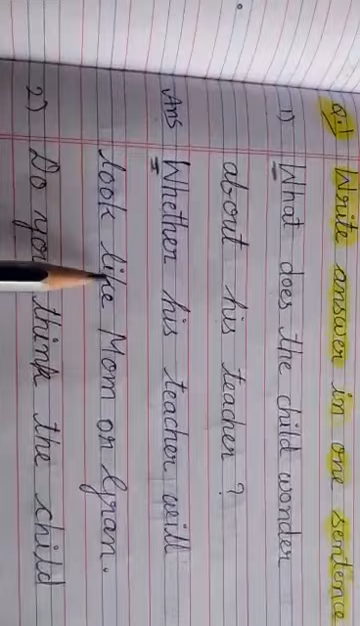 Q.1 Write answer in one sentence
1) What does the child wonder
about his teacher?
Ans Whether his teacher will
look like Mom or Gran.
2) Do you think the child